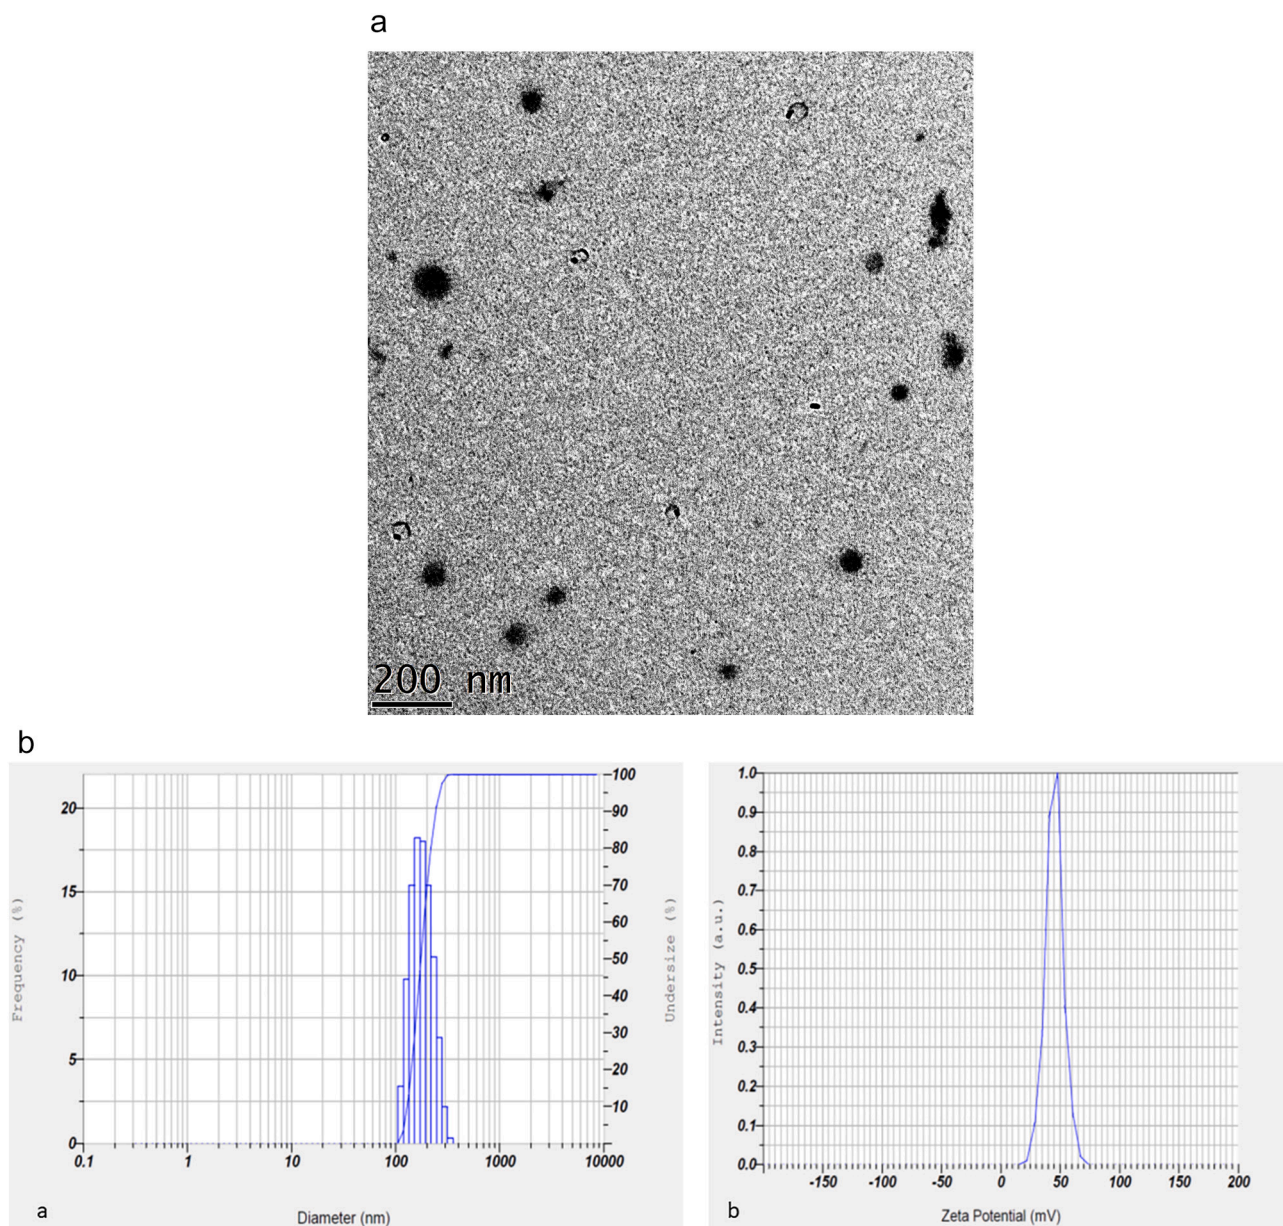 a
200 nm
b
20
15
10
5
0
Frequency (%)
100
90
80
70
60
50
40
30
20
10
Undersize (%)
0.1 1 10 100 1000 10000
a
Diameter (nm)
1.0
0.9
0.8
0.7
0.6
0.5
0.4
0.3
0.2
0.1
0.0
Intensity (a.u.)
-150 -100 -50 0 50 100 150 200
b
Zeta Potential (mV)